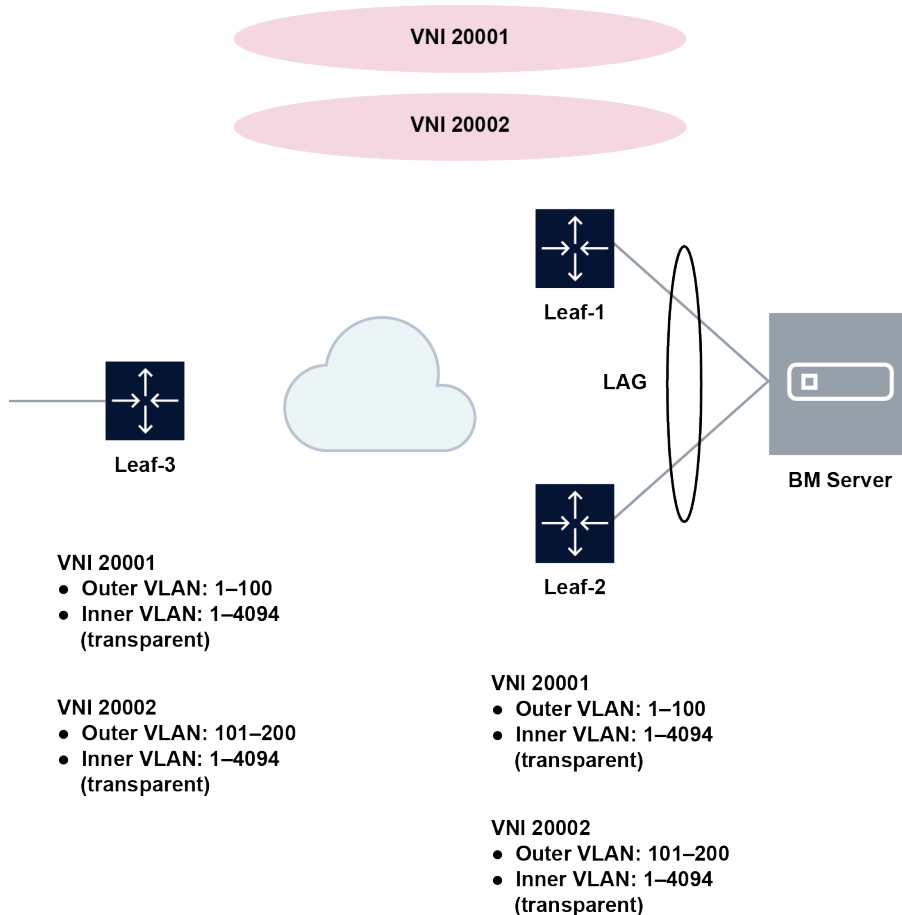 VNI 20001
VNI 20002
Leaf-1
LAG
Leaf-3
BM Server
Leaf-2
VNI 20001
● Outer VLAN: 1–100
● Inner VLAN: 1–4094
(transparent)
VNI 20002
● Outer VLAN: 101–200
● Inner VLAN: 1–4094
(transparent)
VNI 20001
● Outer VLAN: 1–100
● Inner VLAN: 1–4094
(transparent)
VNI 20002
● Outer VLAN: 101–200
● Inner VLAN: 1–4094
(transparent)